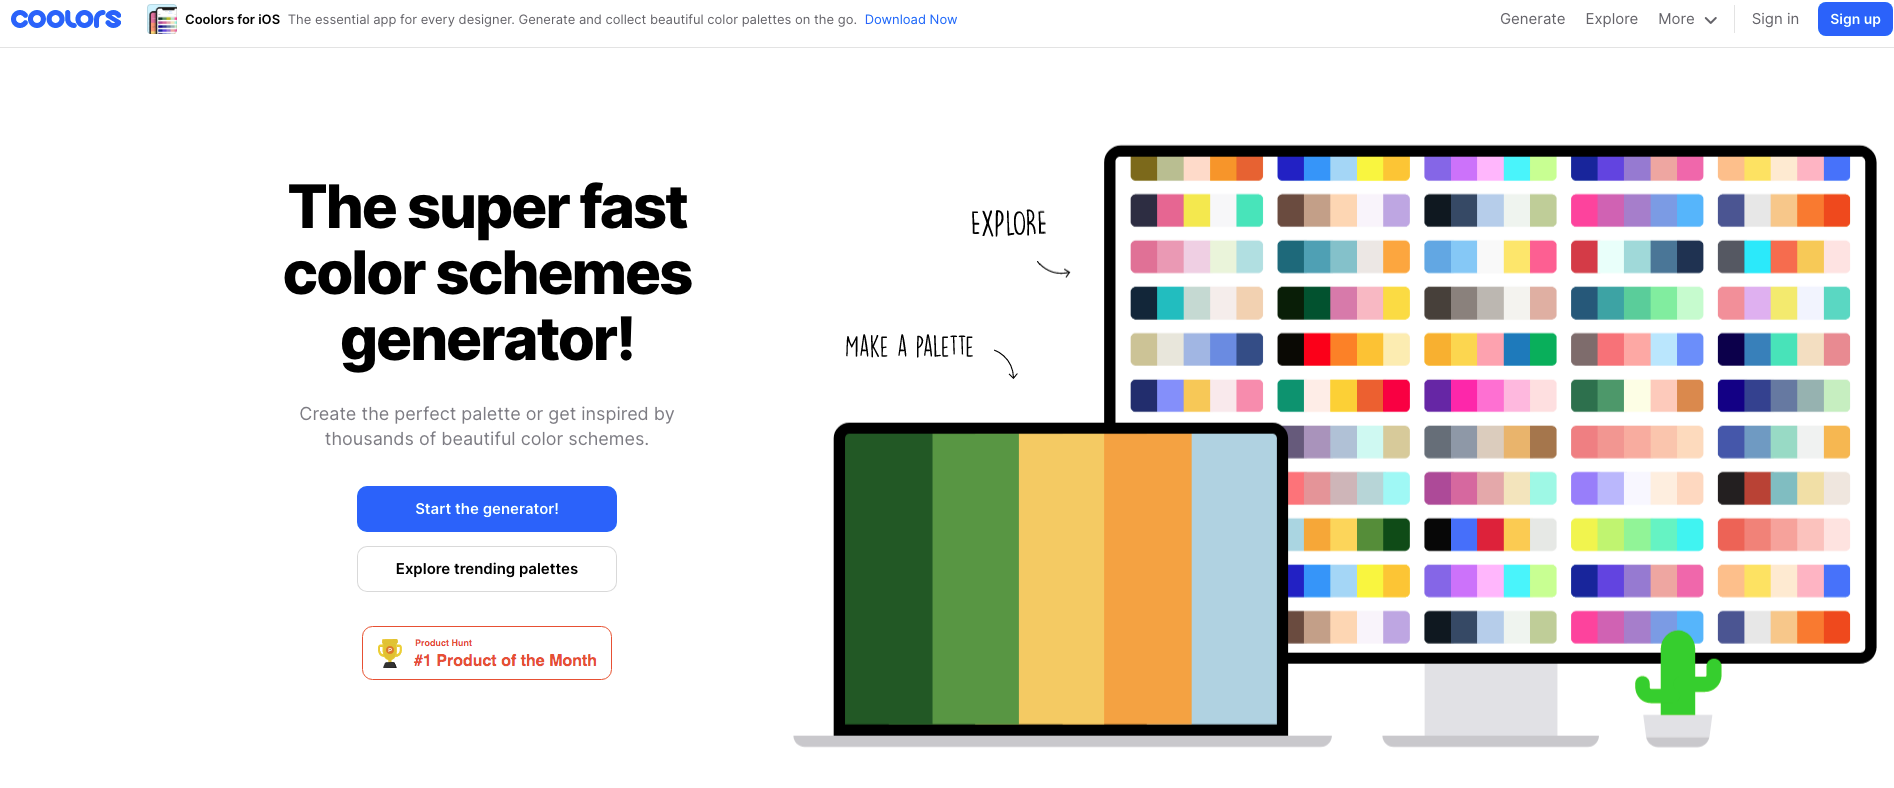 coolors
Coolors for iOS The essential app for every designer. Generate and collect beautiful color palettes on the go. Download Now
Generate Explore More Sign in Sign up
The super fast
color schemes
generator!
Create the perfect palette or get inspired by
thousands of beautiful color schemes.
Start the generator!
Explore trending palettes
Product Hunt
#1 Product of the Month
EXPLORE
MAKE A PALETTE